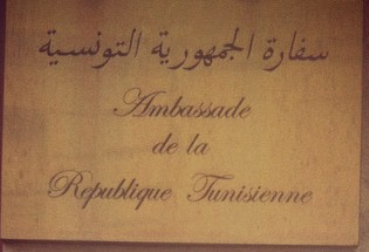 سفارة الجمهورية التونسية
Ambassade
de la
Republique Tunisienne